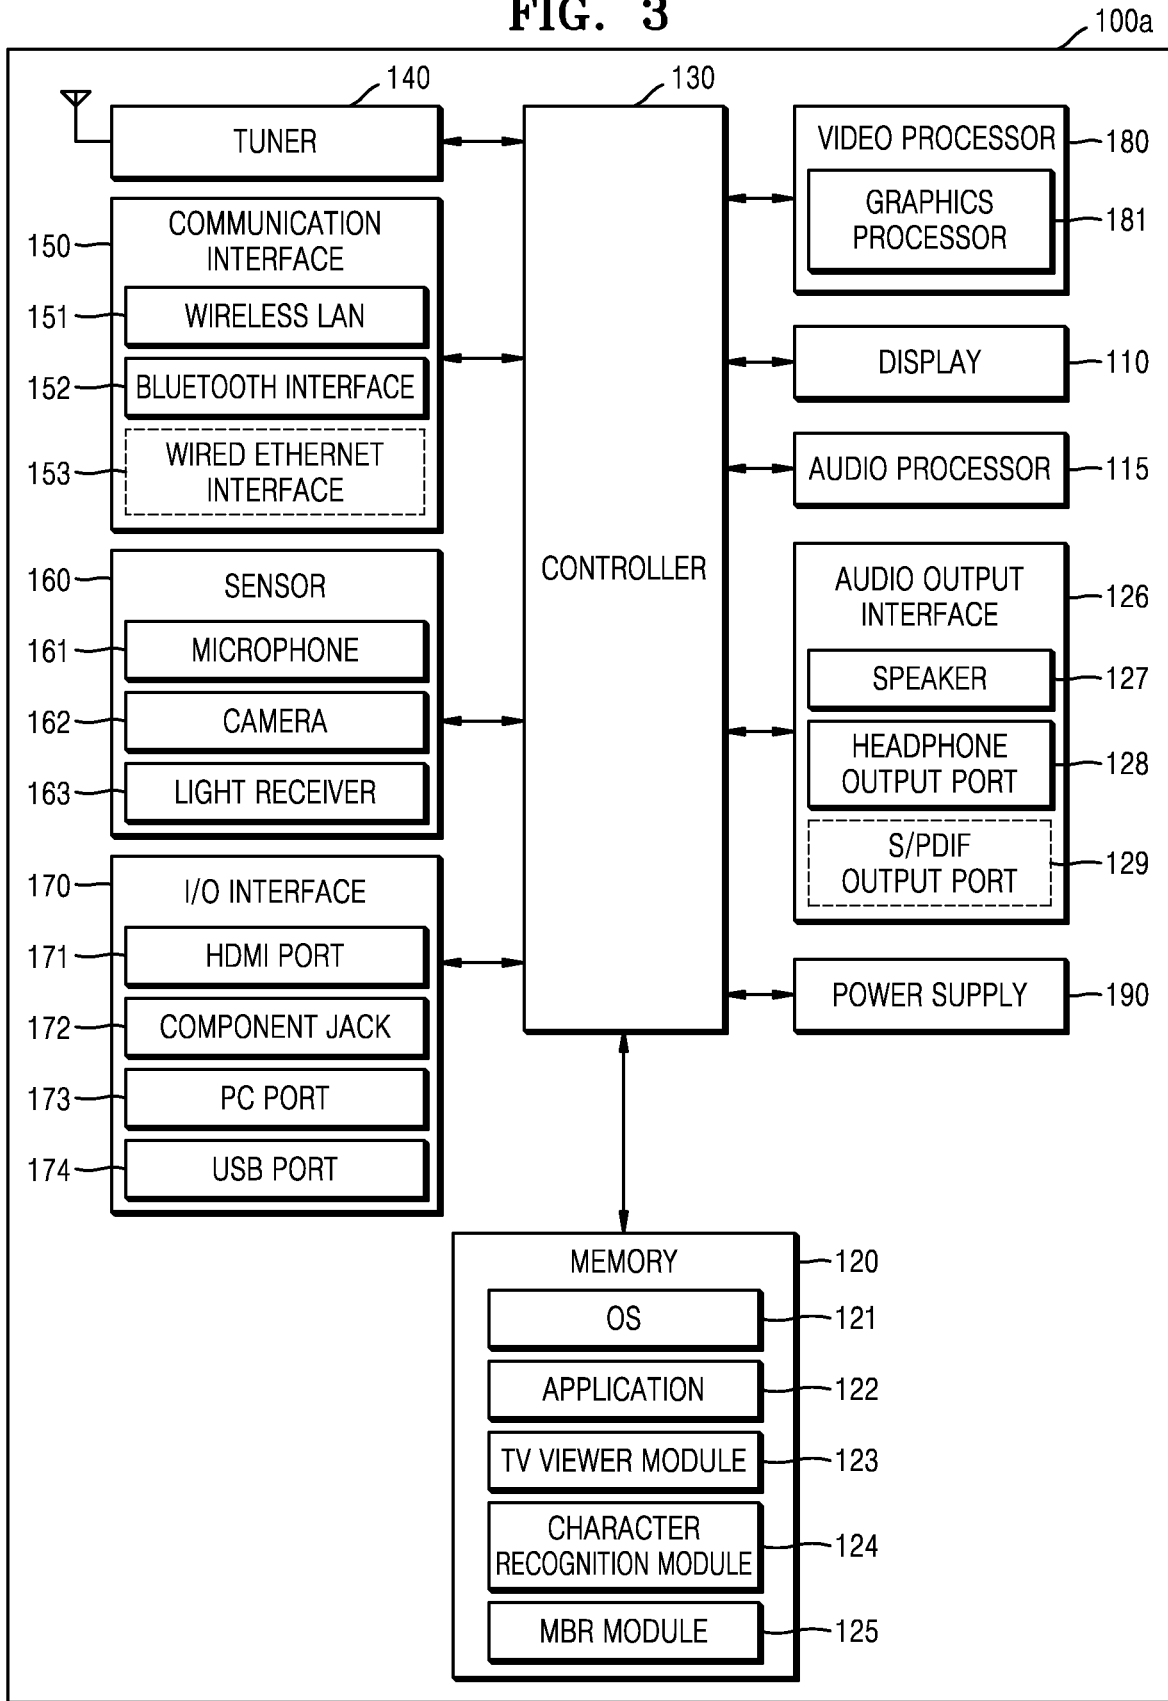 FIG. 3
100a
140
TUNER
130
CONTROLLER
150
COMMUNICATION
INTERFACE
151
WIRELESS LAN
152
BLUETOOTH INTERFACE
153
WIRED ETHERNET
INTERFACE
160
SENSOR
161
MICROPHONE
162
CAMERA
163
LIGHT RECEIVER
170
I/O INTERFACE
171
HDMI PORT
172
COMPONENT JACK
173
PC PORT
174
USB PORT
VIDEO PROCESSOR
180
GRAPHICS
PROCESSOR
181
DISPLAY
110
AUDIO PROCESSOR
115
AUDIO OUTPUT
INTERFACE
126
SPEAKER
127
HEADPHONE
OUTPUT PORT
128
S/PDIF
OUTPUT PORT
129
POWER SUPPLY
190
MEMORY
120
OS
121
APPLICATION
122
TV VIEWER MODULE
123
CHARACTER
RECOGNITION MODULE
124
MBR MODULE
125